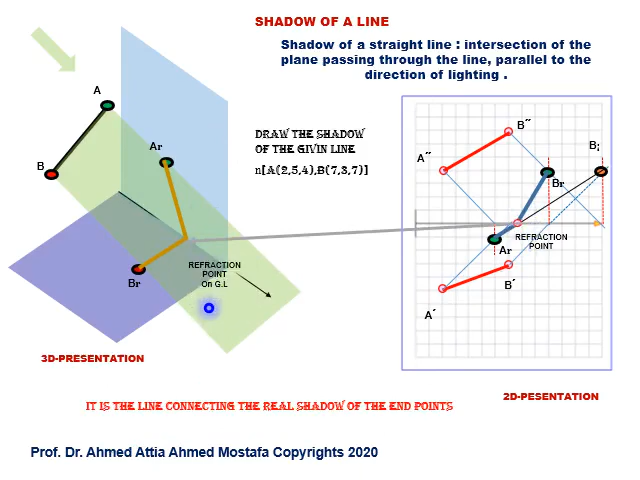 SHADOW OF A LINE
Shadow of a straight line : intersection of the
plane passing through the line, parallel to the
direction of lighting .
A
B
Ar
Br
REFRACTION
POINT
On G.L
DRAW THE SHADOW
OF THE GIVIN LINE
n[A(2,5,4),B(7,3,7)]
A˝
B˝
B¦
Br
Ar
REFRACTION
POINT
A´
B´
3D-PRESENTATION
2D-PESENTATION
IT IS THE LINE CONNECTING THE REAL SHADOW OF THE END POINTS
Prof. Dr. Ahmed Attia Ahmed Mostafa Copyrights 2020